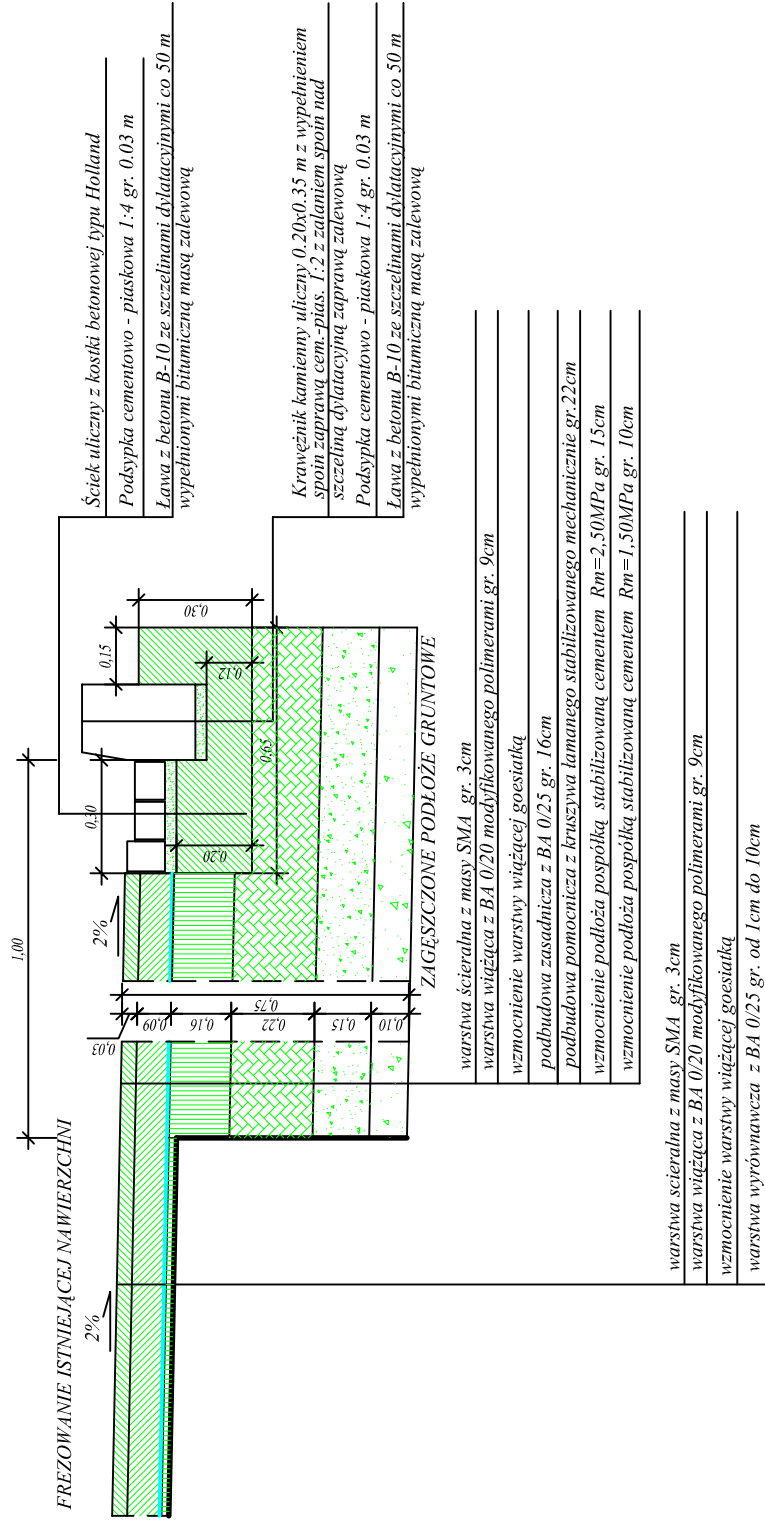 FREZOWANIE ISTNIEJĄCEJ NAWIERZCHNI
2%
2%
1,00
0,03
0,09
0,16
0,22
0,15
0,10
0,75
0,30
0,20
0,65
0,12
0,15
0,30
ZAGĘSZCZONE PODŁOŻE GRUNTOWE
Ściek uliczny z kostki betonowej typu Holland
Podsypka cementowo - piaskowa 1:4 gr. 0.03 m
Ława z betonu B-10 ze szczelinami dylatacyjnymi co 50 m
wypełnionymi bitumiczną masą zalewową
Krawężnik kamienny uliczny 0.20x0.35 m z wypełnieniem
spoin zaprawą cem.-pias. 1:2 z zalaniem spoin nad
szczeliną dylatacyjną zaprawą zalewową
Podsypka cementowo - piaskowa 1:4 gr. 0.03 m
Ława z betonu B-10 ze szczelinami dylatacyjnymi co 50 m
wypełnionymi bitumiczną masą zalewową
warstwa ścieralna z masy SMA gr. 3cm
warstwa wiążąca z BA 0/20 modyfikowanego polimerami gr. 9cm
wzmocnienie warstwy wiążącej goesiatką
podbudowa zasadnicza z BA 0/25 gr. 16cm
podbudowa pomocnicza z kruszywa łamanego stabilizowanego mechanicznie gr.22cm
wzmocnienie podłoża pospółką stabilizowaną cementem Rm=2,50MPa gr. 15cm
wzmocnienie podłoża pospółką stabilizowaną cementem Rm=1,50MPa gr. 10cm
warstwa ścieralna z masy SMA gr. 3cm
warstwa wiążąca z BA 0/20 modyfikowanego polimerami gr. 9cm
wzmocnienie warstwy wiążącej goesiatką
warstwa wyrównawcza z BA 0/25 gr. od 1cm do 10cm